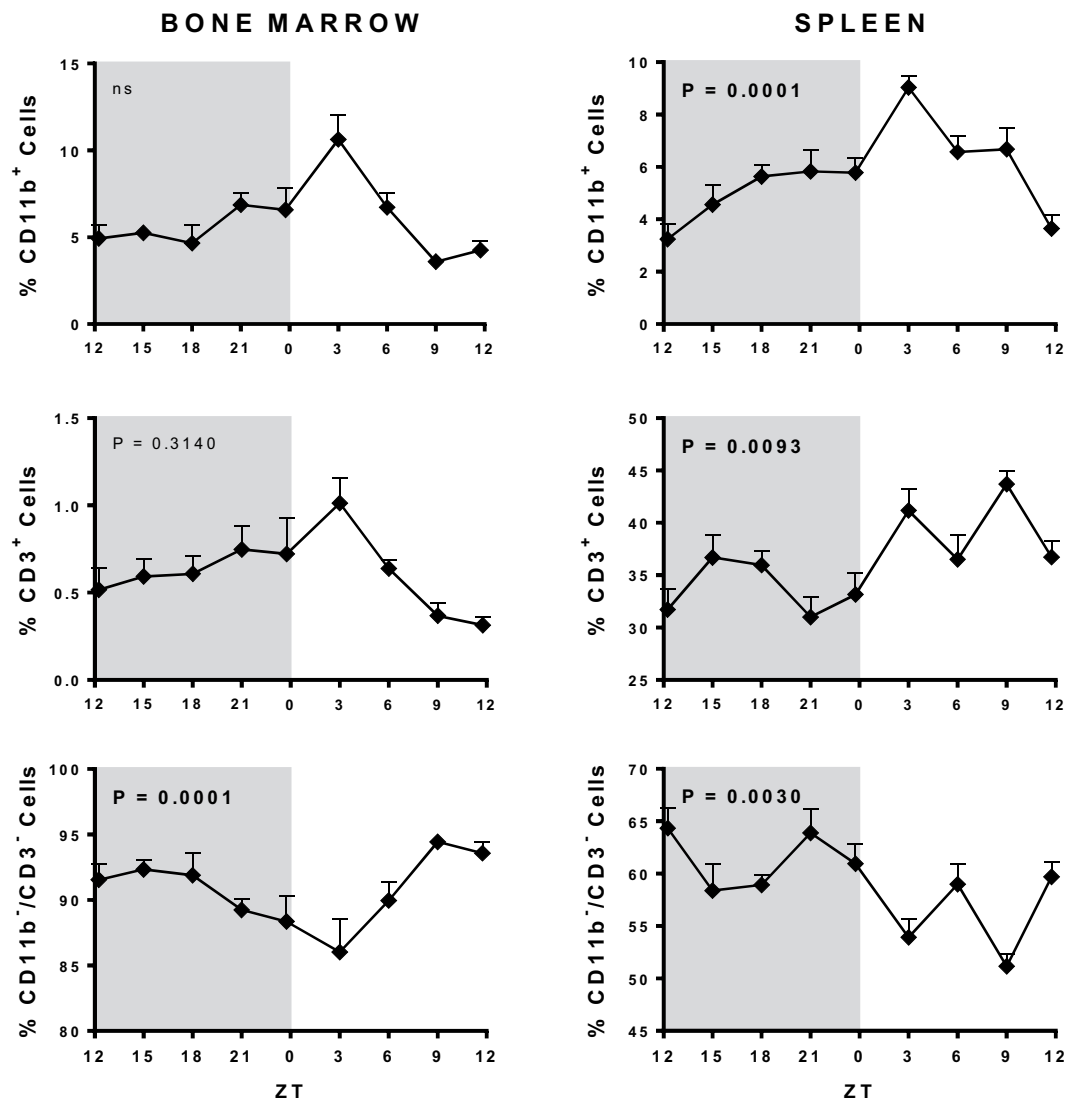 BONE MARROW
SPLEEN
% CD11b+ Cells
15
10
5
0
ns
12 15 18 21 0 3 6 9 12
% CD11b+ Cells
10
8
6
4
2
0
P = 0.0001
12 15 18 21 0 3 6 9 12
% CD3+ Cells
1.5
1.0
0.5
0.0
P = 0.3140
12 15 18 21 0 3 6 9 12
% CD3+ Cells
50
45
40
35
30
25
P = 0.0093
12 15 18 21 0 3 6 9 12
% CD11b-/CD3- Cells
100
95
90
85
80
P = 0.0001
12 15 18 21 0 3 6 9 12
ZT
% CD11b-/CD3- Cells
70
65
60
55
50
45
P = 0.0030
12 15 18 21 0 3 6 9 12
ZT